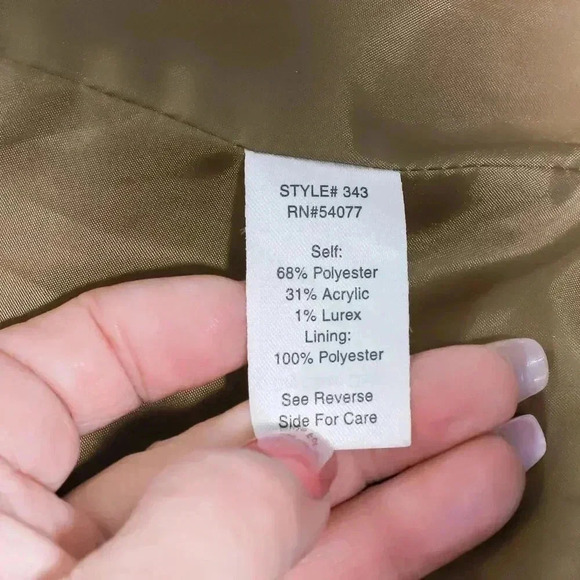 STYLE# 343
RN#54077
Self:
68% Polyester
31% Acrylic
1% Lurex
Lining:
100% Polyester
See Reverse
Side For Care